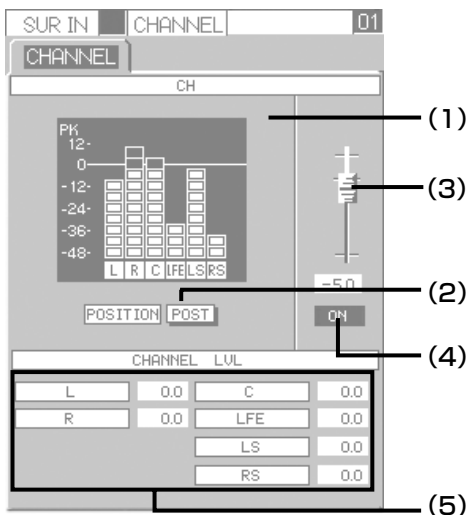 SUR IN CHANNEL 01
CHANNEL
CH
(1)
PK
12-
0
-12-
-24-
-36-
-48-
L R C LFE LS RS
(3)
-5.0
(2)
POSITION POST
ON
(4)
CHANNEL LVL
L 0.0 C 0.0
R 0.0 LFE 0.0
LS 0.0
RS 0.0
(5)